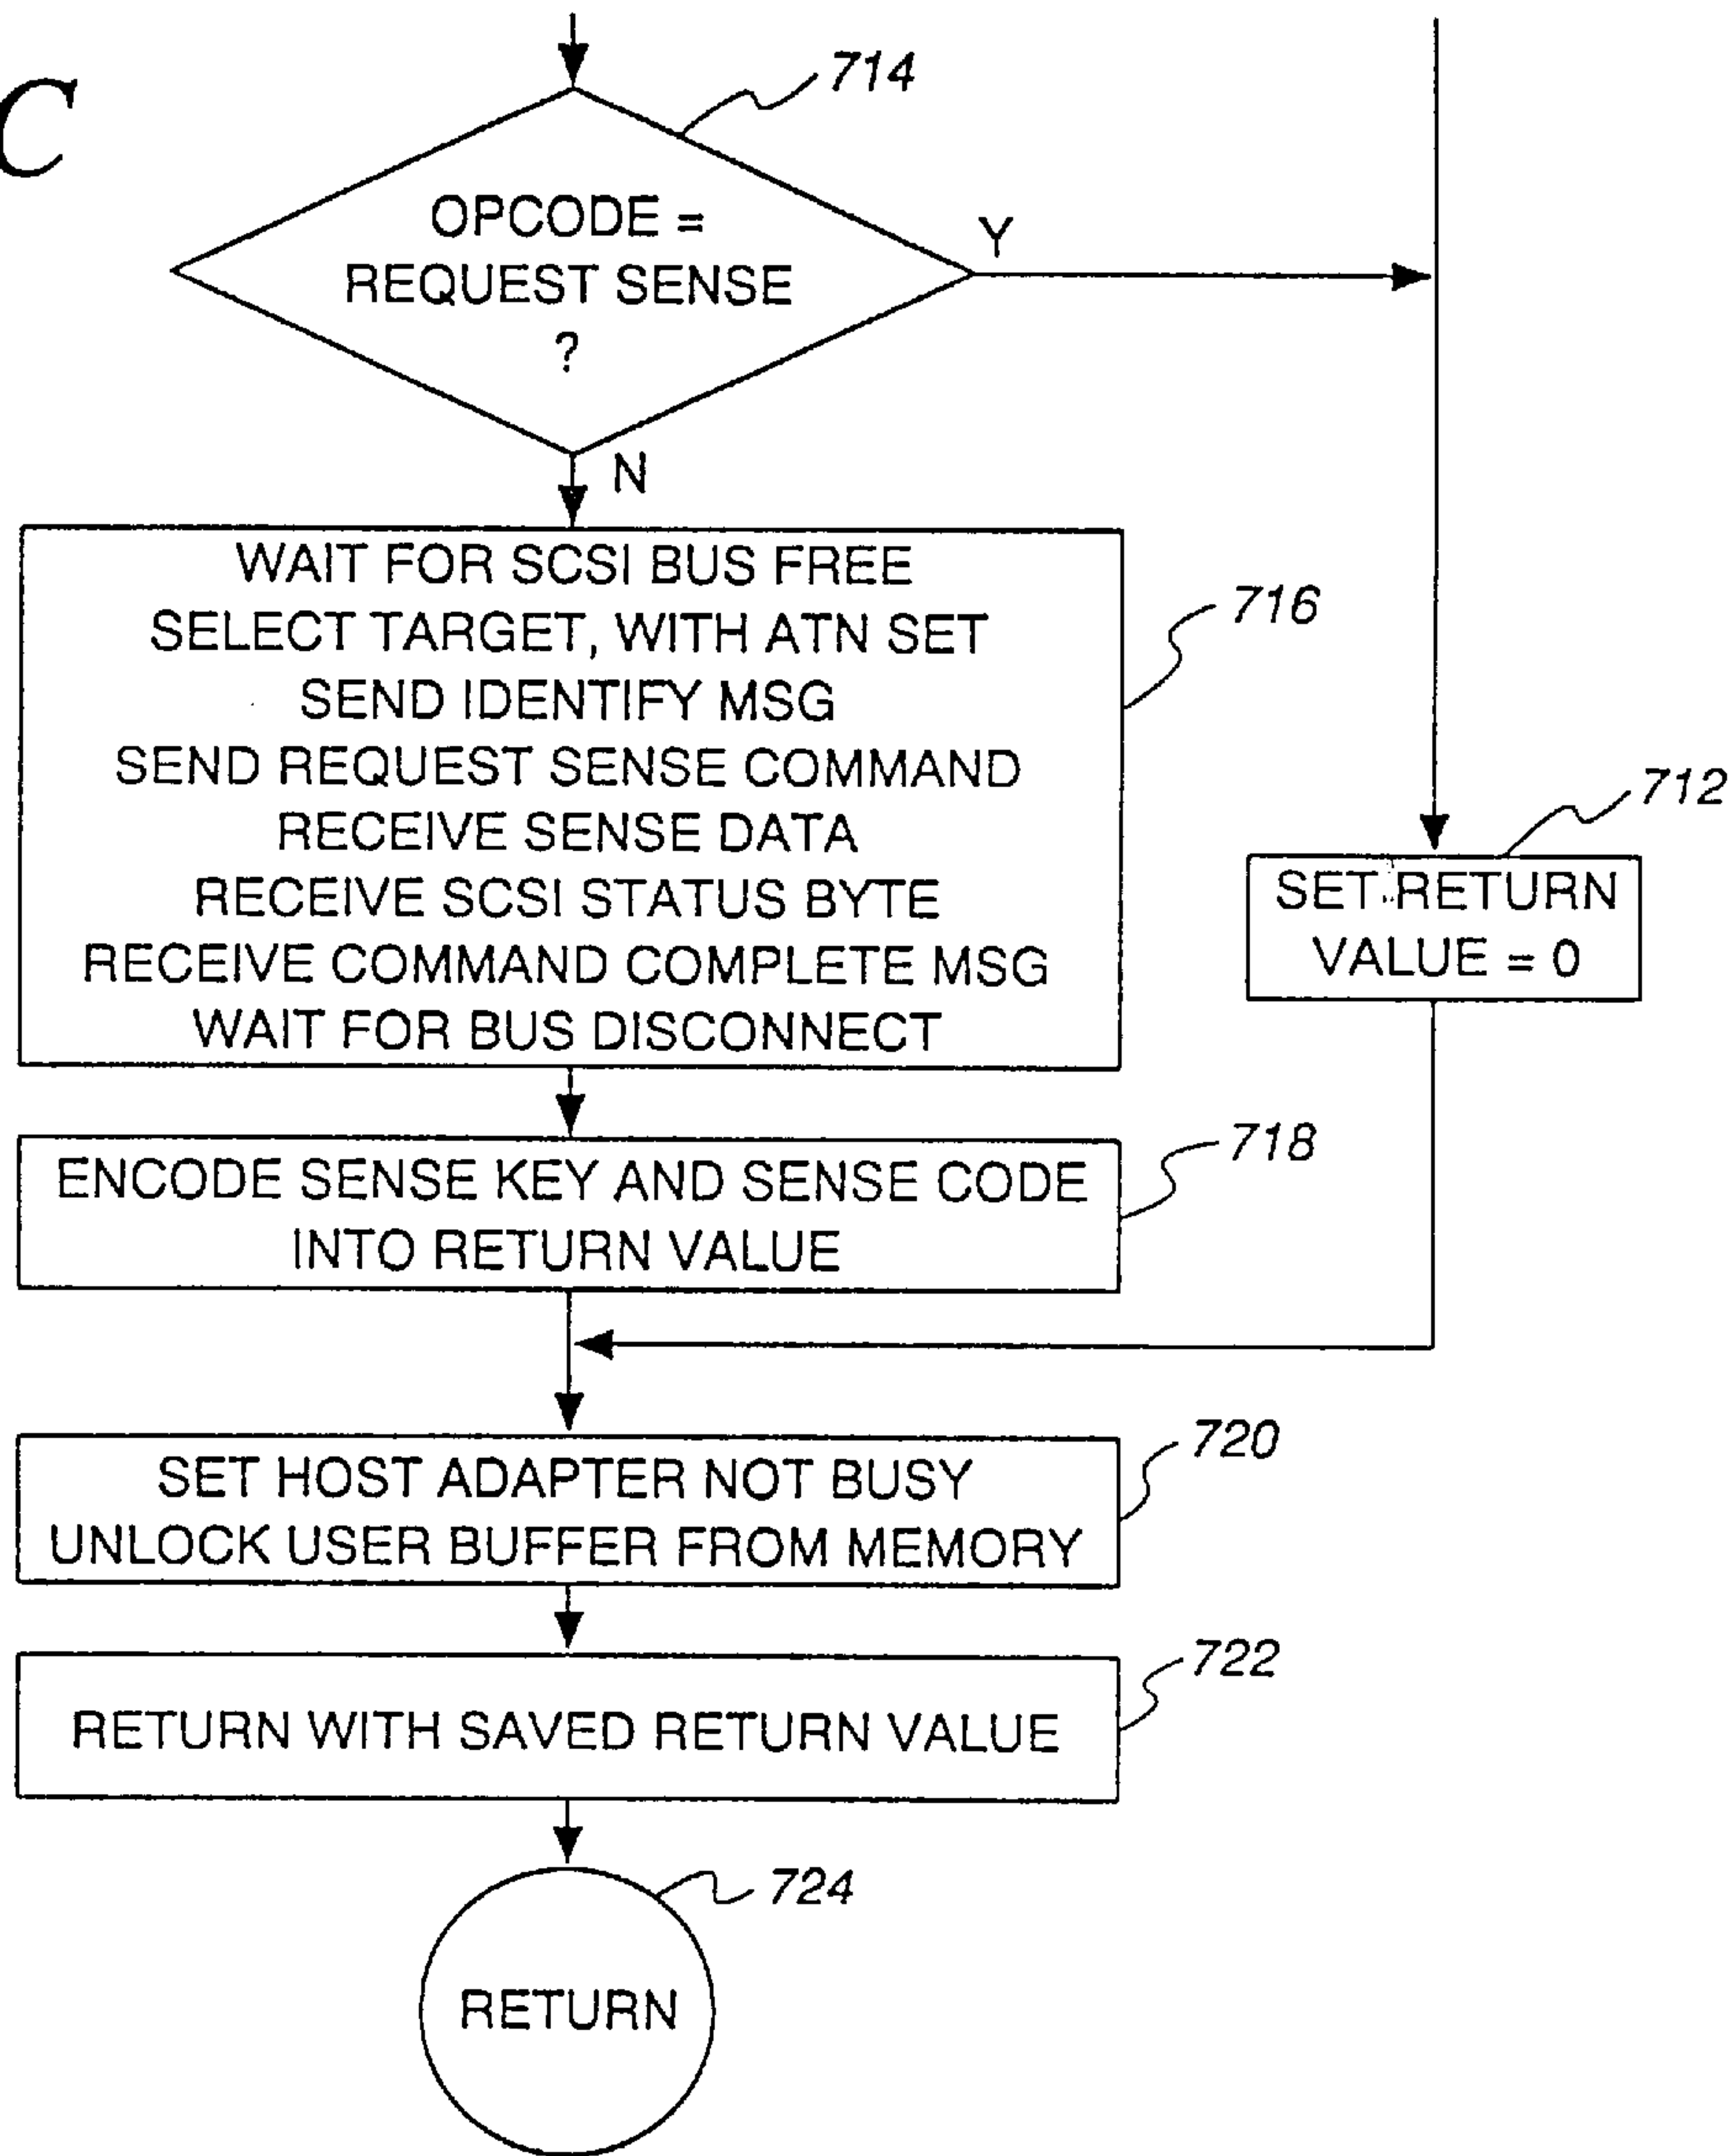 C
714
OPCODE =
REQUEST SENSE
?
Y
N
WAIT FOR SCSI BUS FREE
SELECT TARGET, WITH ATN SET
SEND IDENTIFY MSG
SEND REQUEST SENSE COMMAND
RECEIVE SENSE DATA
RECEIVE SCSI STATUS BYTE
RECEIVE COMMAND COMPLETE MSG
WAIT FOR BUS DISCONNECT
716
712
SET RETURN
VALUE = 0
ENCODE SENSE KEY AND SENSE CODE
INTO RETURN VALUE
718
SET HOST ADAPTER NOT BUSY
UNLOCK USER BUFFER FROM MEMORY
720
RETURN WITH SAVED RETURN VALUE
722
724
RETURN